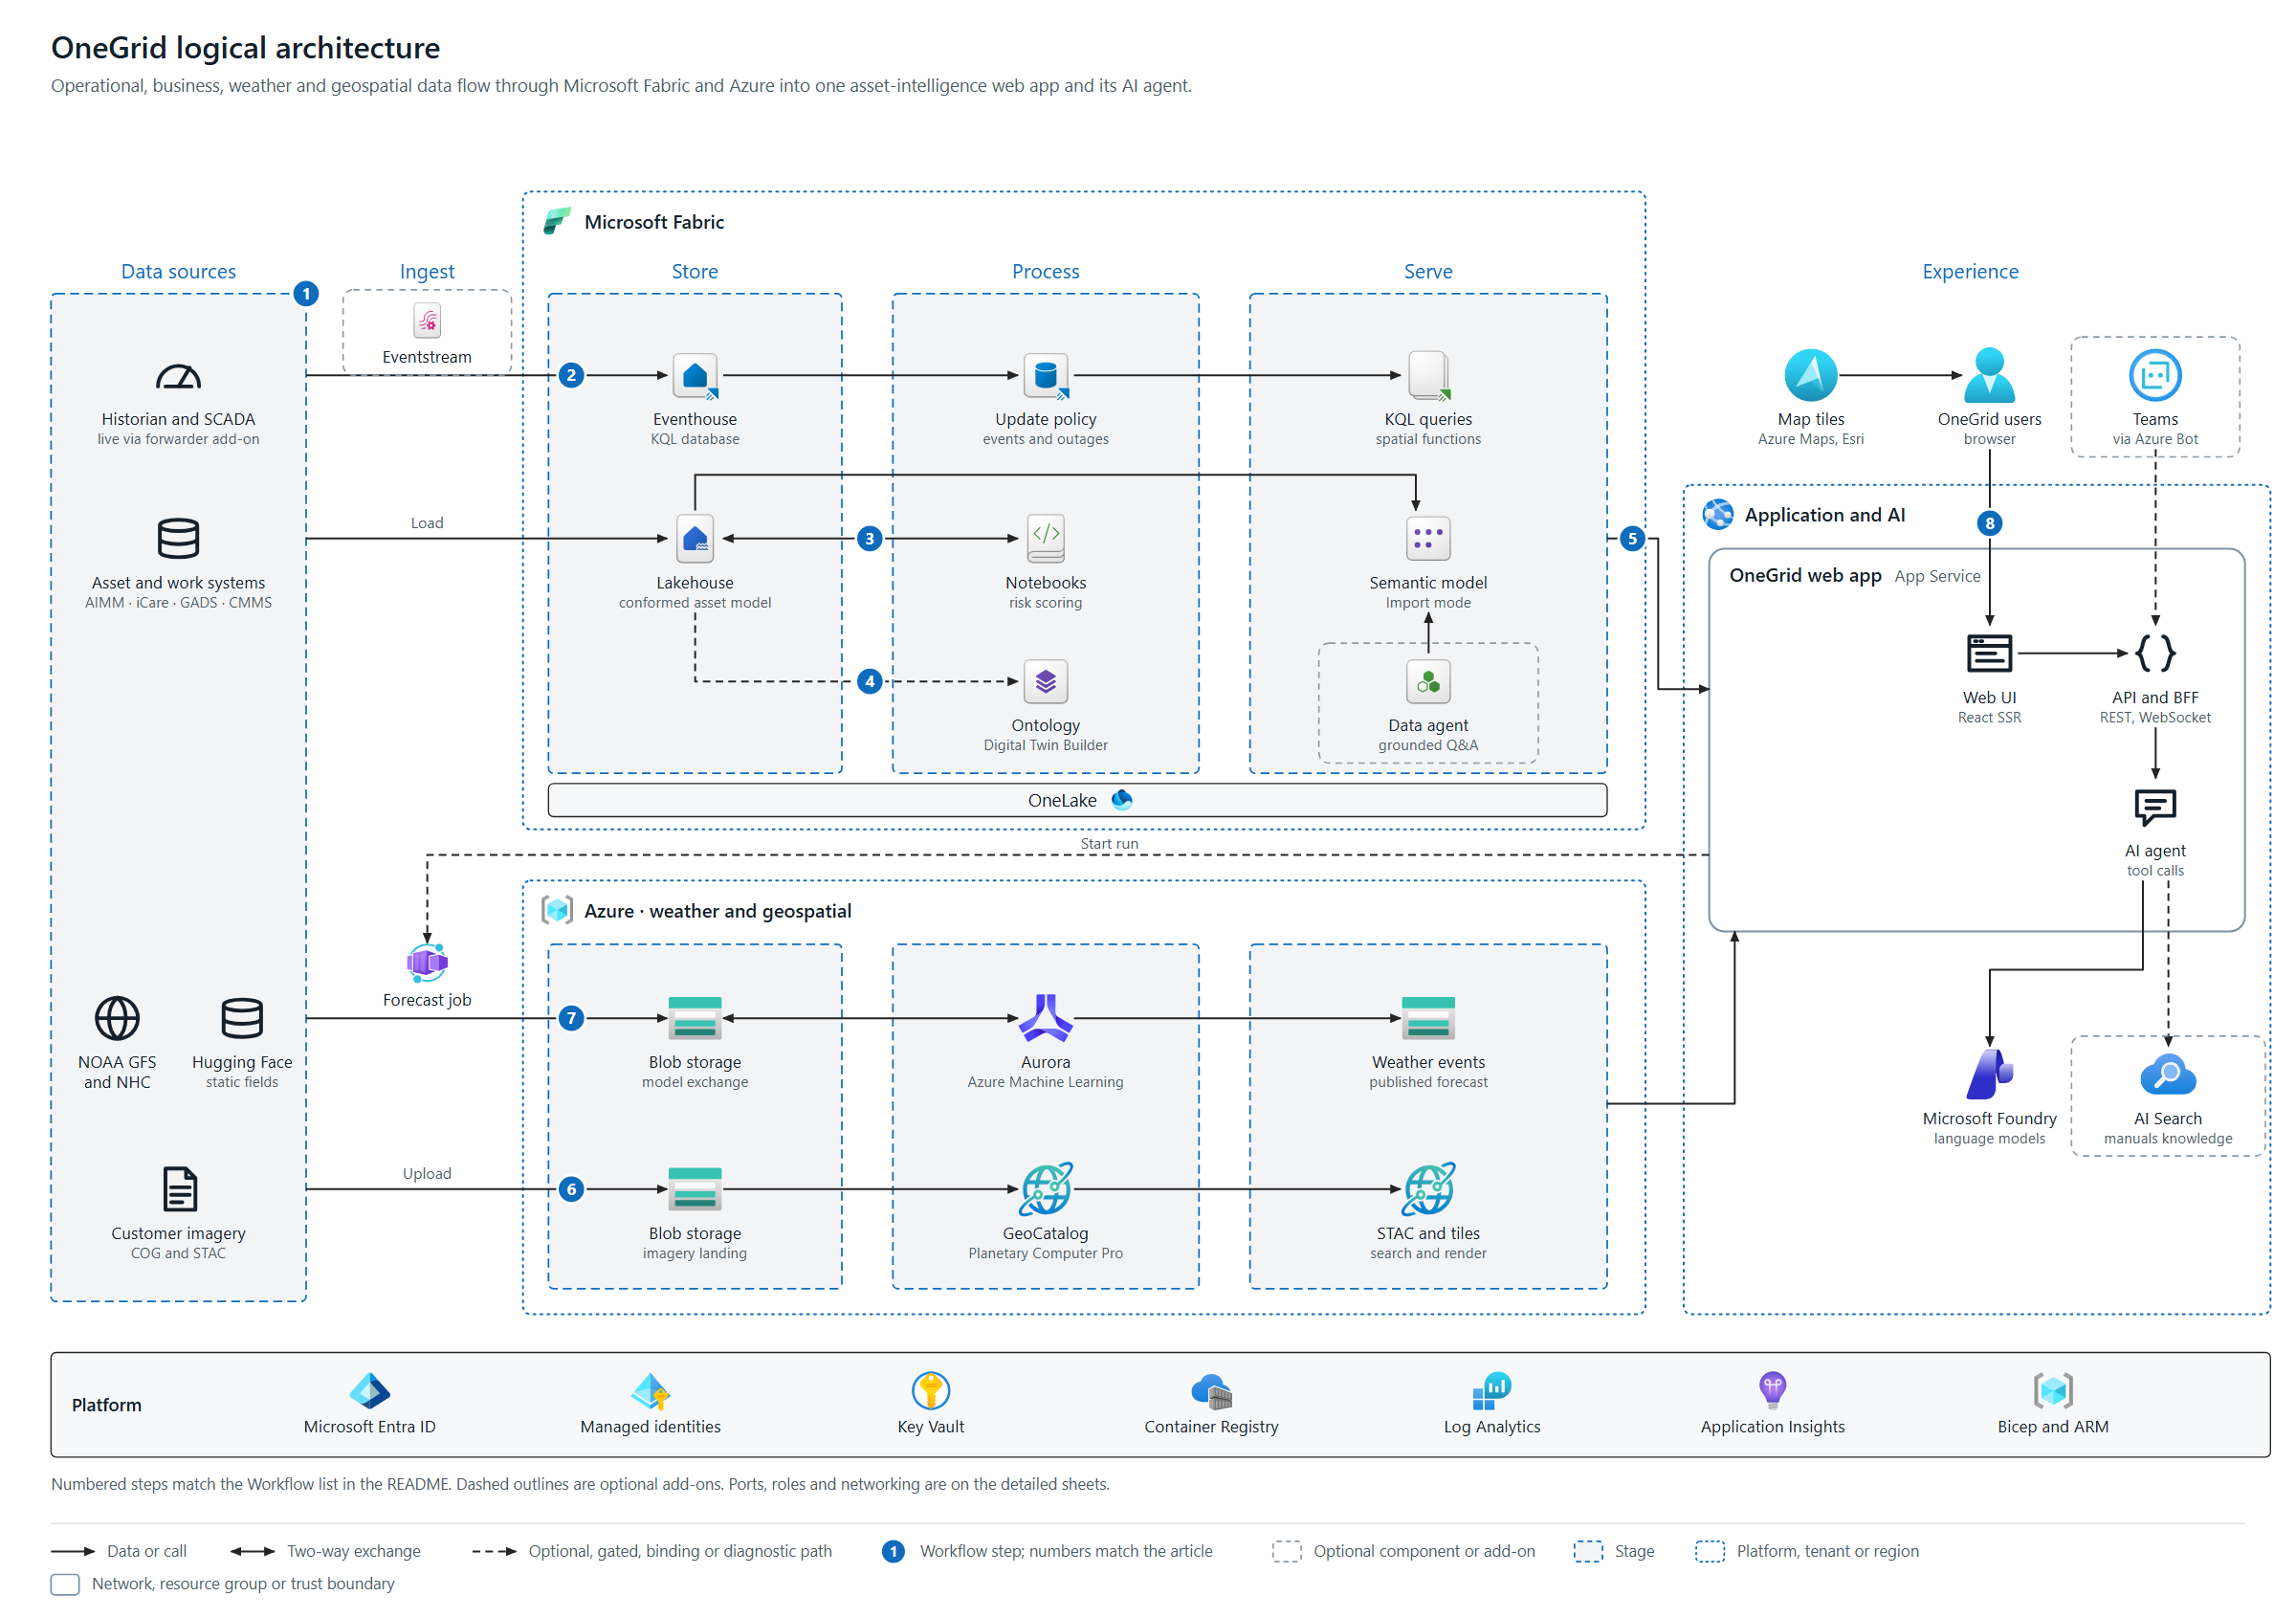 OneGrid logical architecture
Operational, business, weather and geospatial data flow through Microsoft Fabric and Azure into one asset-intelligence web app and its AI agent.
Microsoft Fabric
Data sources
Ingest
Store
Process
Serve
Experience
1
Eventstream
2
Historian and SCADA
live via forwarder add-on
Eventhouse
KQL database
Update policy
events and outages
KQL queries
spatial functions
Map tiles
Azure Maps, Esri
OneGrid users
browser
Teams
via Azure Bot
Load
3
5
Asset and work systems
AIMM · iCare · GADS · CMMS
Lakehouse
conformed asset model
Notebooks
risk scoring
Semantic model
Import mode
4
Ontology
Digital Twin Builder
Data agent
grounded Q&A
OneLake
Application and AI
8
OneGrid web app
App Service
Web UI
React SSR
API and BFF
REST, WebSocket
AI agent
tool calls
Start run
Azure · weather and geospatial
Forecast job
7
NOAA GFS
and NHC
Hugging Face
static fields
Blob storage
model exchange
Aurora
Azure Machine Learning
Weather events
published forecast
Microsoft Foundry
language models
AI Search
manuals knowledge
Upload
6
Customer imagery
COG and STAC
Blob storage
imagery landing
GeoCatalog
Planetary Computer Pro
STAC and tiles
search and render
Platform
Microsoft Entra ID
Managed identities
Key Vault
Container Registry
Log Analytics
Application Insights
Bicep and ARM
Numbered steps match the Workflow list in the README. Dashed outlines are optional add-ons. Ports, roles and networking are on the detailed sheets.
Data or call
Two-way exchange
Optional, gated, binding or diagnostic path
1
Workflow step; numbers match the article
Optional component or add-on
Stage
Platform, tenant or region
Network, resource group or trust boundary